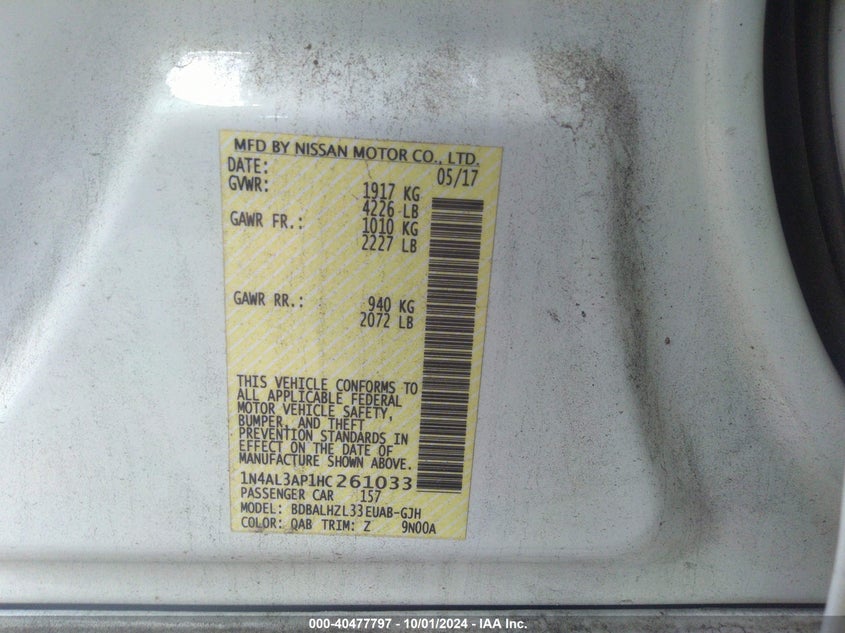 MFD BY NISSAN MOTOR CO., LTD.
DATE: 05/17
GVWR: 1917 KG
4226 LB
GAWR FR.: 1010 KG
2227 LB
GAWR RR.: 940 KG
2072 LB
THIS VEHICLE CONFORMS TO
ALL APPLICABLE FEDERAL
MOTOR VEHICLE SAFETY,
BUMPER, AND THEFT
PREVENTION STANDARDS IN
EFFECT ON THE DATE OF
MANUFACTURE SHOWN ABOVE.
1N4AL3AP1HC261033
PASSENGER CAR 157
MODEL: BDBALHZL33EUAB-GJH
COLOR: QAB TRIM: Z 9N00A
000-40477797 - 10/01/2024 - IAA Inc.